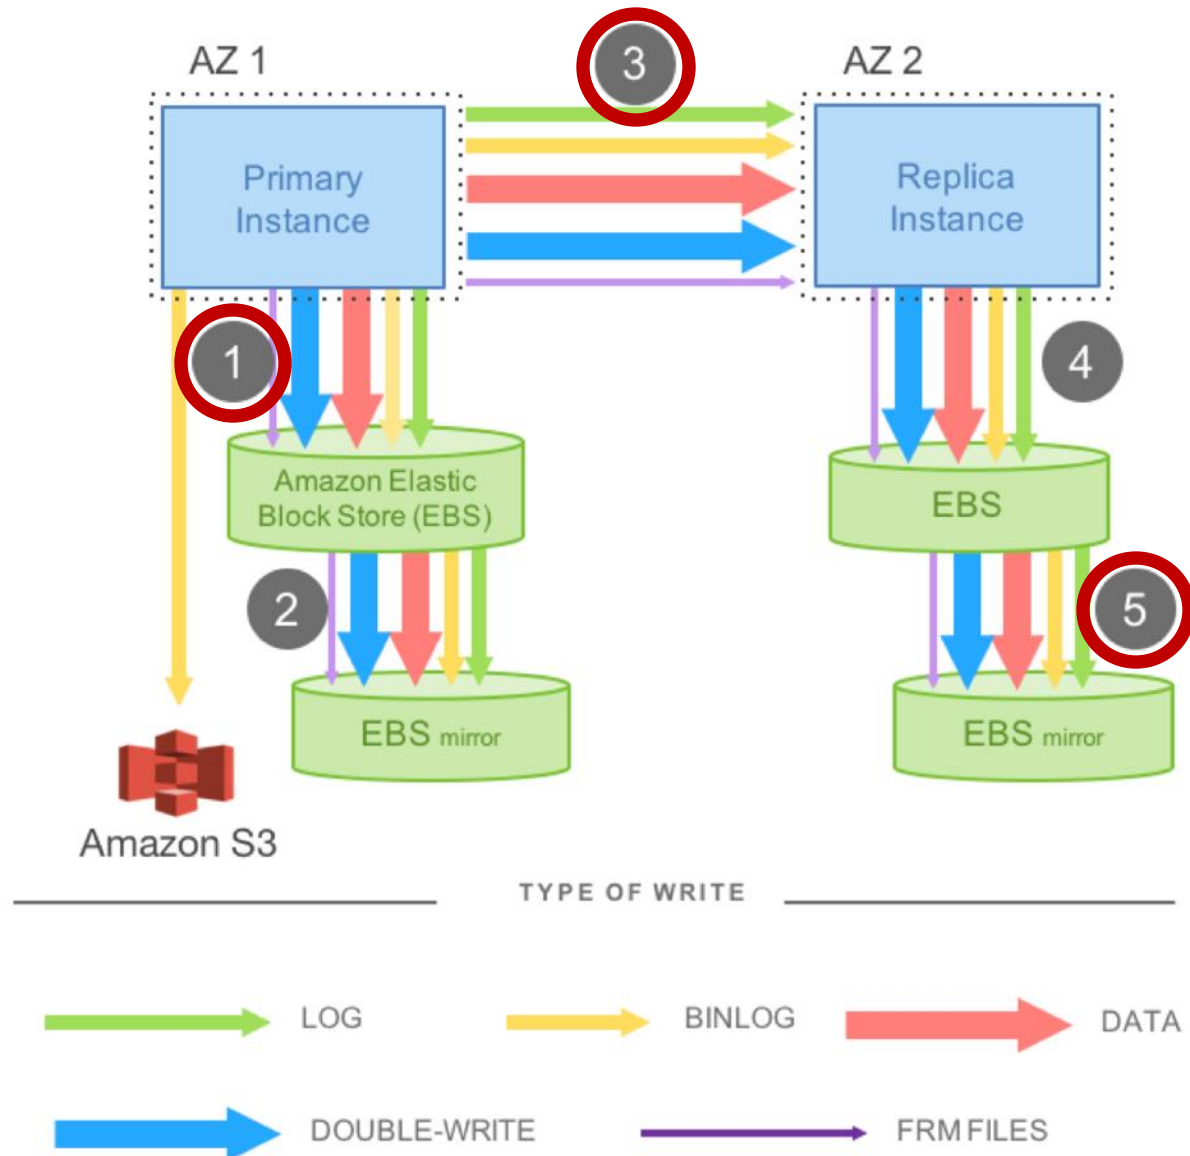 3
AZ 1
AZ 2
Primary
Instance
Replica
Instance
1
4
Amazon Elastic
Block Store (EBS)
EBS
2
5
EBS mirror
EBS mirror
Amazon S3
TYPE OF WRITE
LOG
BINLOG
DATA
DOUBLE-WRITE
FRM FILES